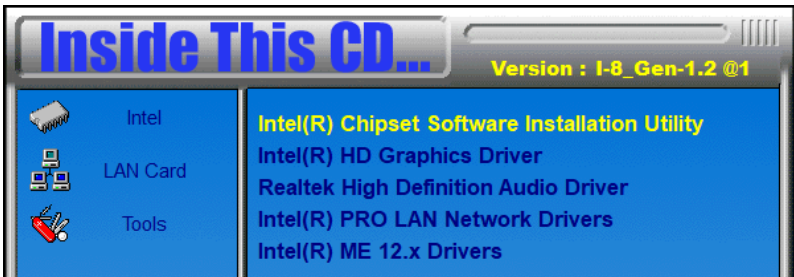 Inside This CD...
Version : I-8_Gen-1.2 @1
Intel
LAN Card
Tools
Intel(R) Chipset Software Installation Utility
Intel(R) HD Graphics Driver
Realtek High Definition Audio Driver
Intel(R) PRO LAN Network Drivers
Intel(R) ME 12.x Drivers